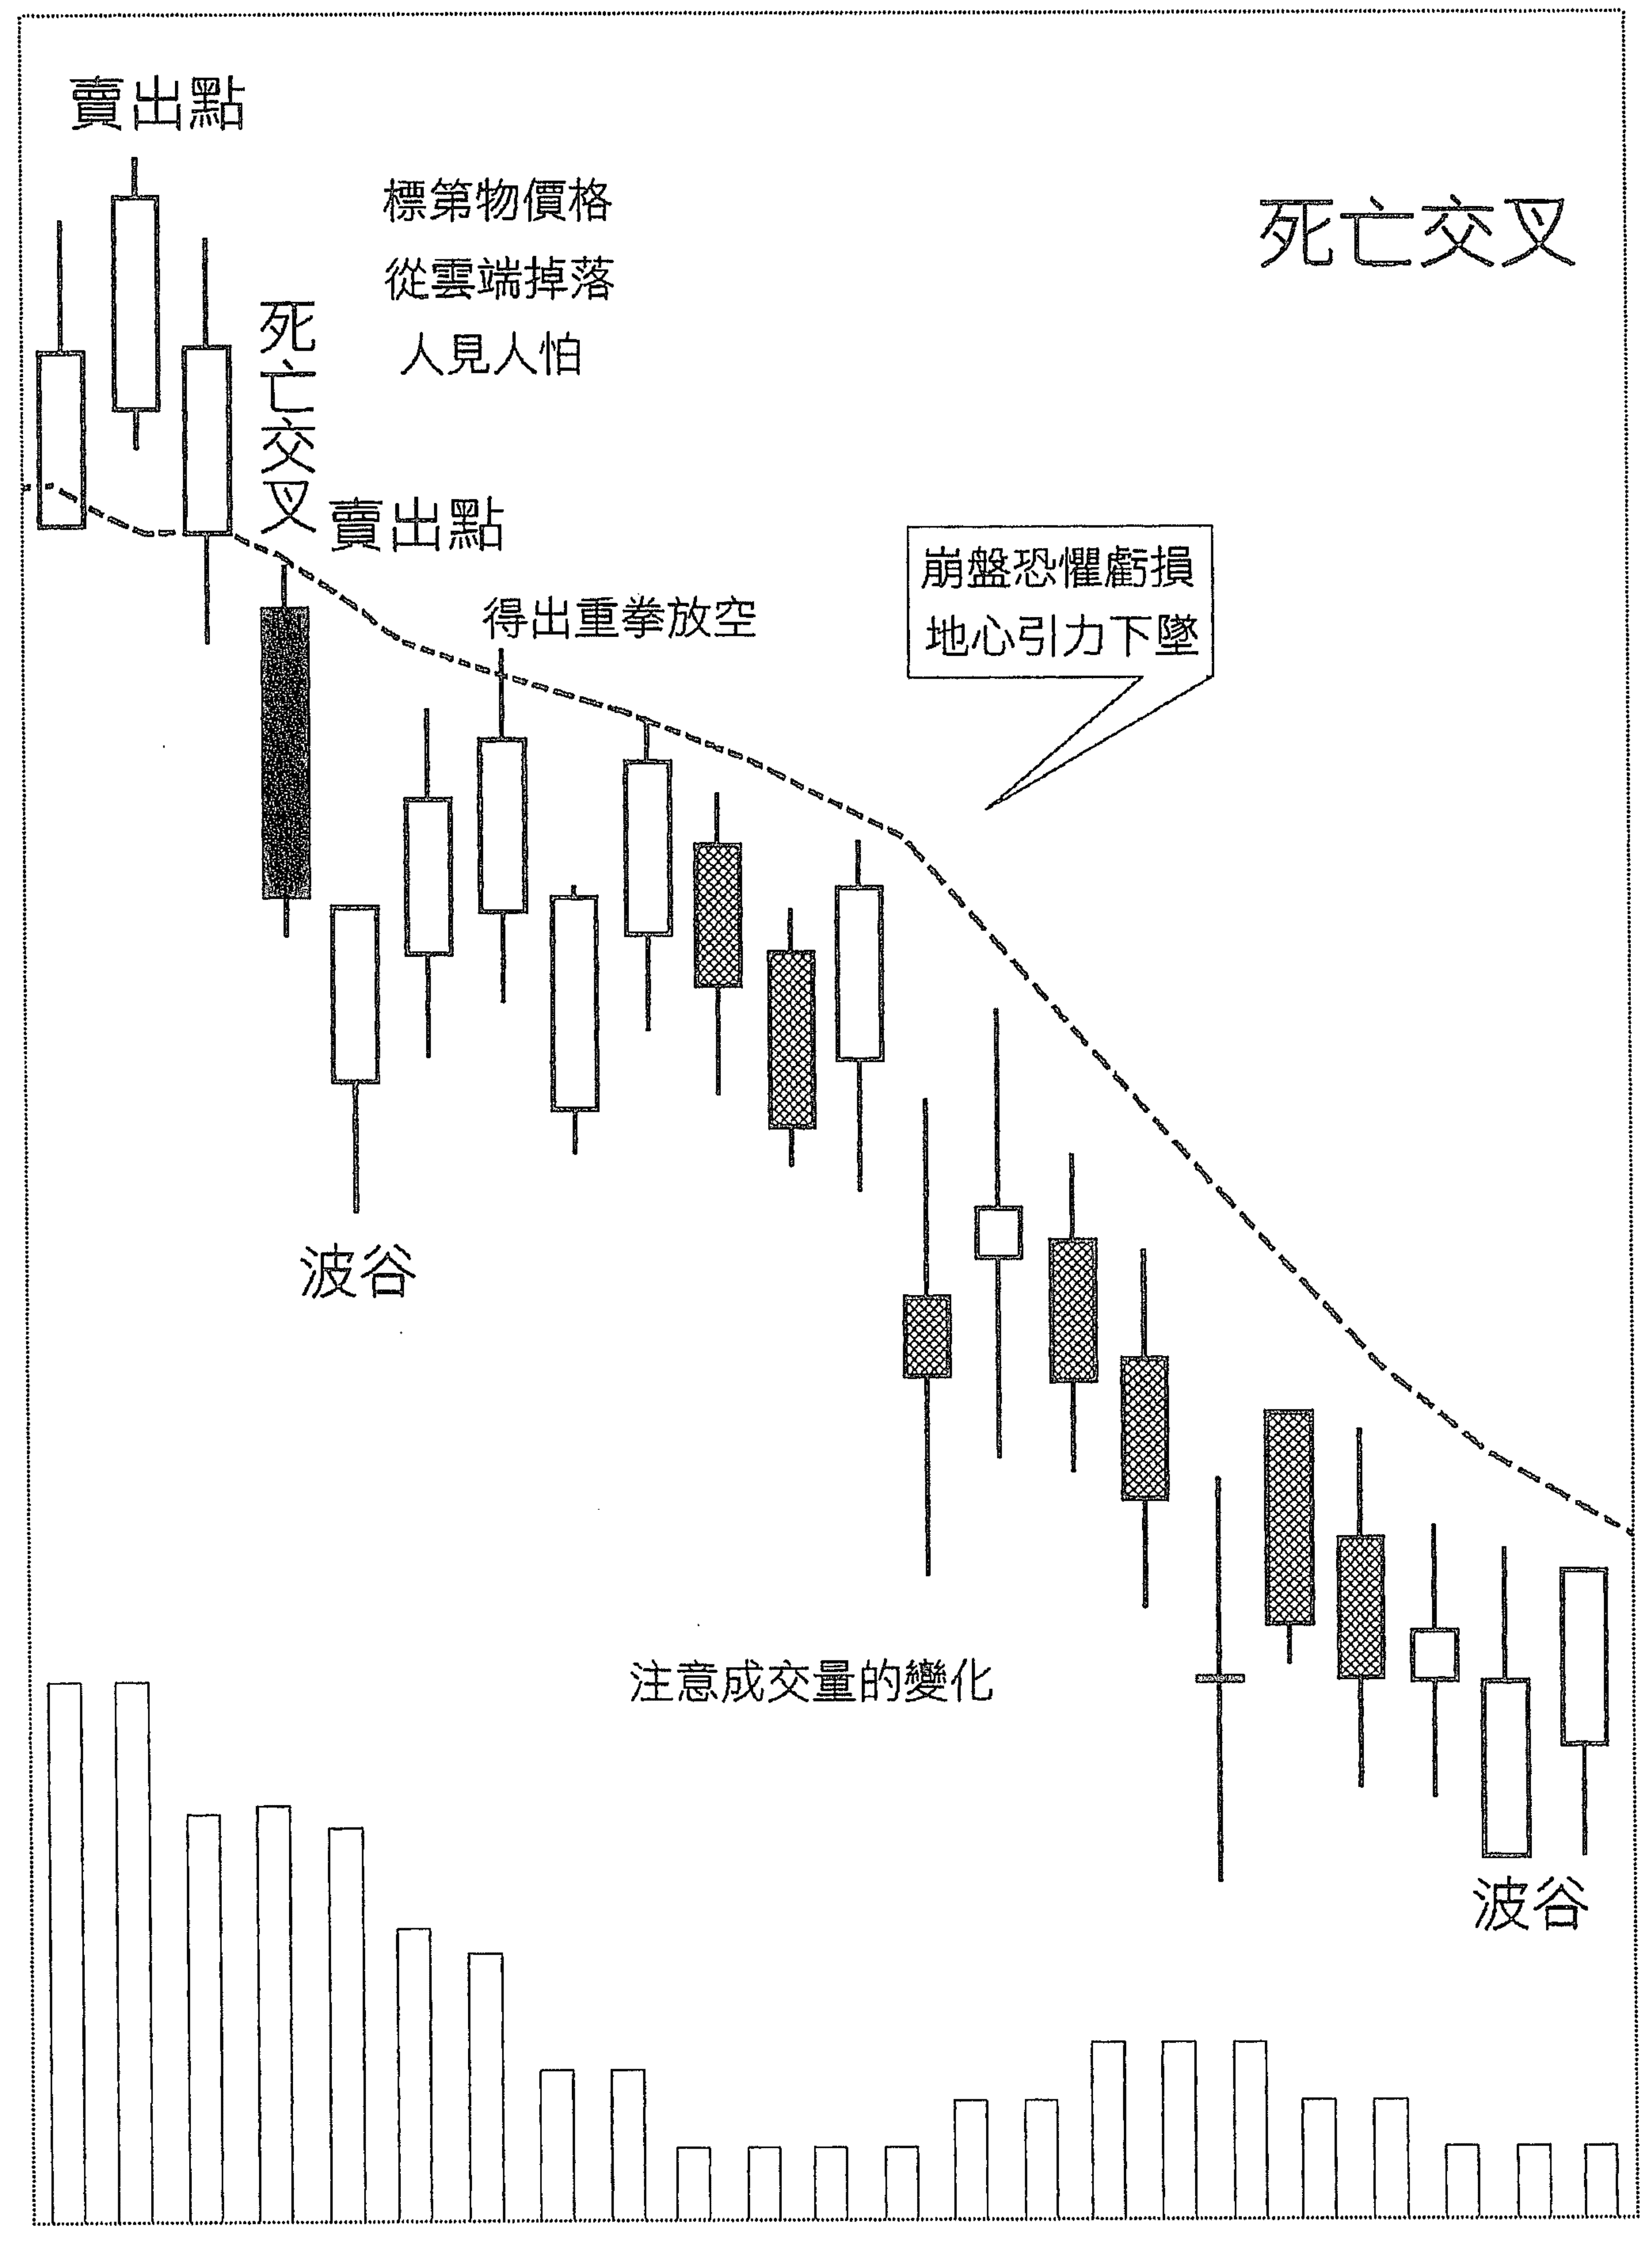 賣出點
標第物價格
從雲端掉落
人見人怕
死亡交叉
死亡交叉
賣出點
得出重拳放空
崩盤恐懼虧損
地心引力下墜
波谷
注意成交量的變化
波谷